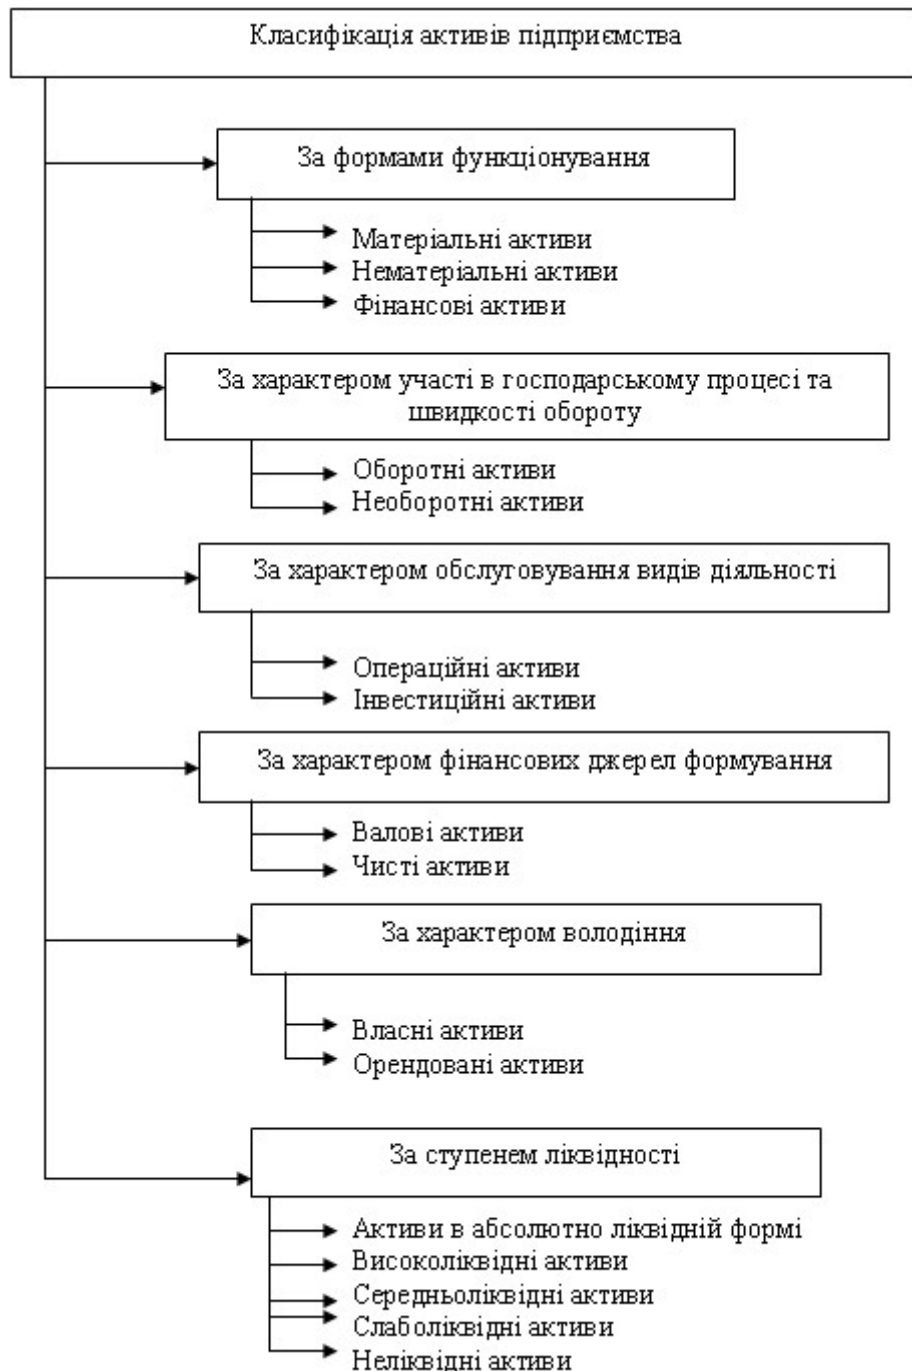 Класифікація активів підприємства
За формами функціонування
Матеріальні активи
Нематеріальні активи
Фінансові активи
За характером участі в господарському процесі та
швидкості обороту
Оборотні активи
Необоротні активи
За характером обслуговування видів діяльності
Операційні активи
Інвестиційні активи
За характером фінансових джерел формування
Валові активи
Чисті активи
За характером володіння
Власні активи
Орендовані активи
За ступенем ліквідності
Активи в абсолютно ліквідній формі
Високоліквідні активи
Середньоліквідні активи
Слаболіквідні активи
Неліквідні активи